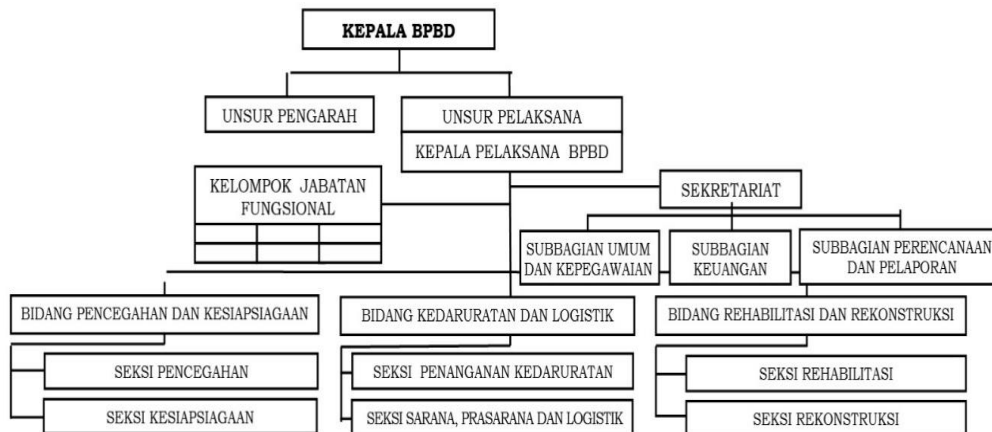 KEPALA BPBD
UNSUR PENGARAH
UNSUR PELAKSANA
KEPALA PELAKSANA BPBD
KELOMPOK JABATAN
FUNGSIONAL
SEKRETARIAT
SUBBAGIAN UMUM
DAN KEPEGAWAIAN
SUBBAGIAN
KEUANGAN
SUBBAGIAN PERENCANAAN
DAN PELAPORAN
BIDANG PENCEGAHAN DAN KESIAPSIAGAAN
BIDANG KEDARURATAN DAN LOGISTIK
BIDANG REHABILITASI DAN REKONSTRUKSI
SEKSI PENCEGAHAN
SEKSI PENANGANAN KEDARURATAN
SEKSI REHABILITASI
SEKSI KESIAPSIAGAAN
SEKSI SARANA, PRASARANA DAN LOGISTIK
SEKSI REKONSTRUKSI